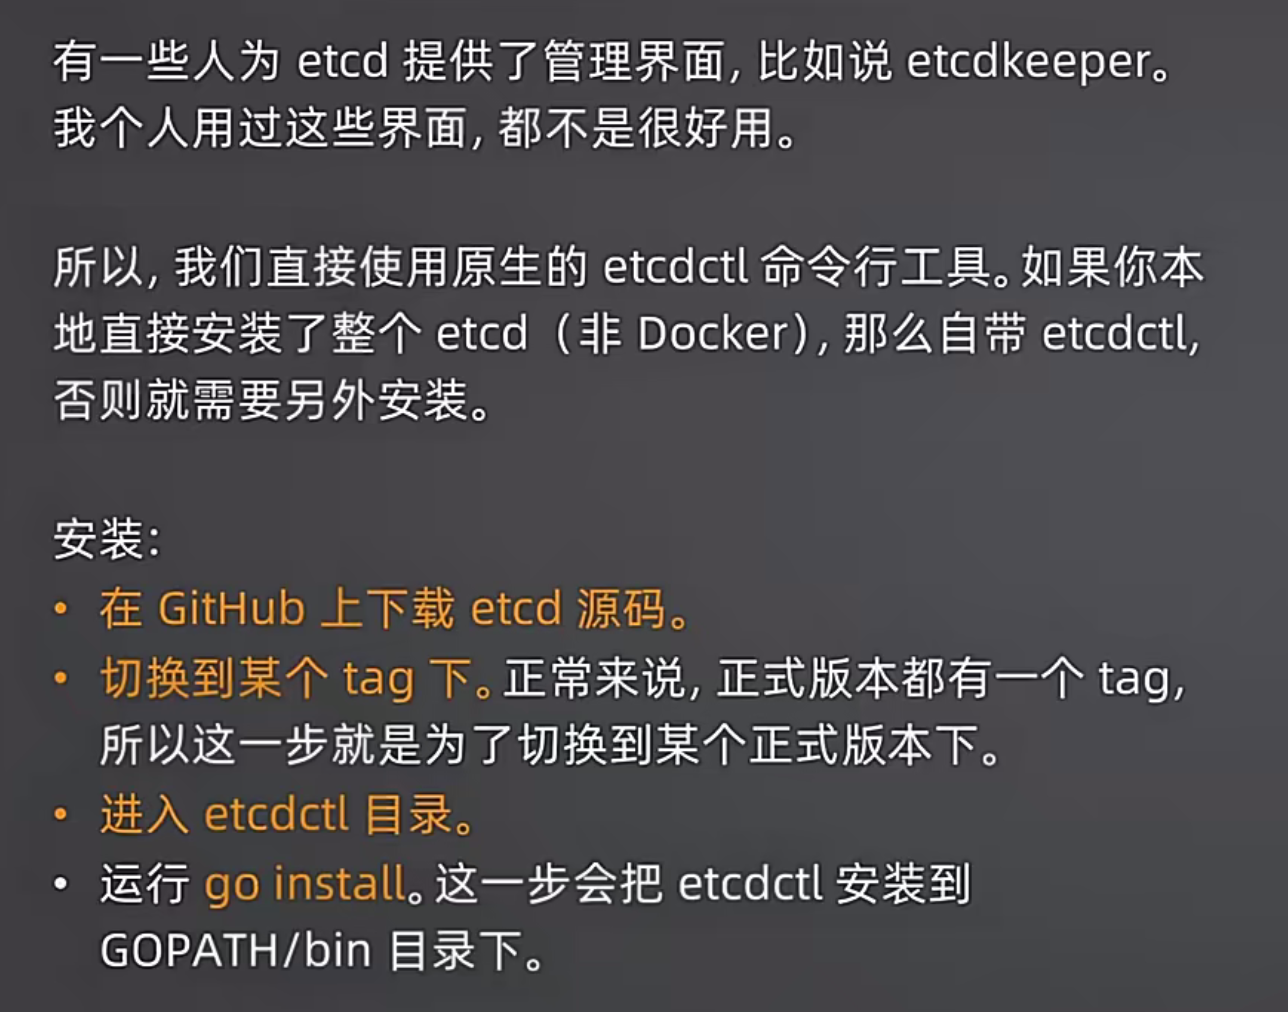 有一些人为 etcd 提供了管理界面, 比如说 etcdkeeper。
我个人用过这些界面, 都不是很好用。
所以, 我们直接使用原生的 etcdctl 命令行工具。如果你本
地直接安装了整个 etcd（非 Docker）, 那么自带 etcdctl,
否则就需要另外安装。
安装:
• 在 GitHub 上下载 etcd 源码。
• 切换到某个 tag 下。正常来说, 正式版本都有一个 tag,
所以这一步就是为了切换到某个正式版本下。
• 进入 etcdctl 目录。
• 运行 go install。这一步会把 etcdctl 安装到
GOPATH/bin 目录下。